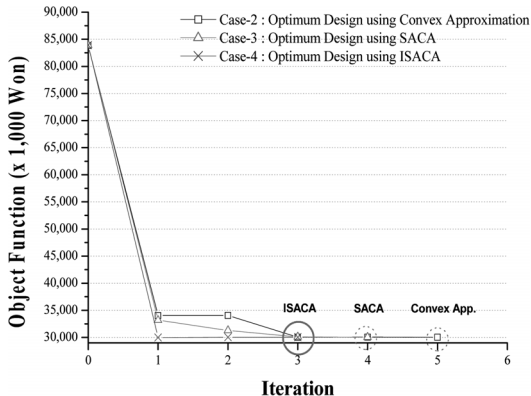 90,000
85,000
80,000
75,000
70,000
65,000
60,000
55,000
50,000
45,000
40,000
35,000
30,000
Object Function (x 1,000 Won)
Case-2 : Optimum Design using Convex Approximation
Case-3 : Optimum Design using SACA
Case-4 : Optimum Design using ISACA
ISACA SACA Convex App.
0 1 2 3 4 5 6
Iteration